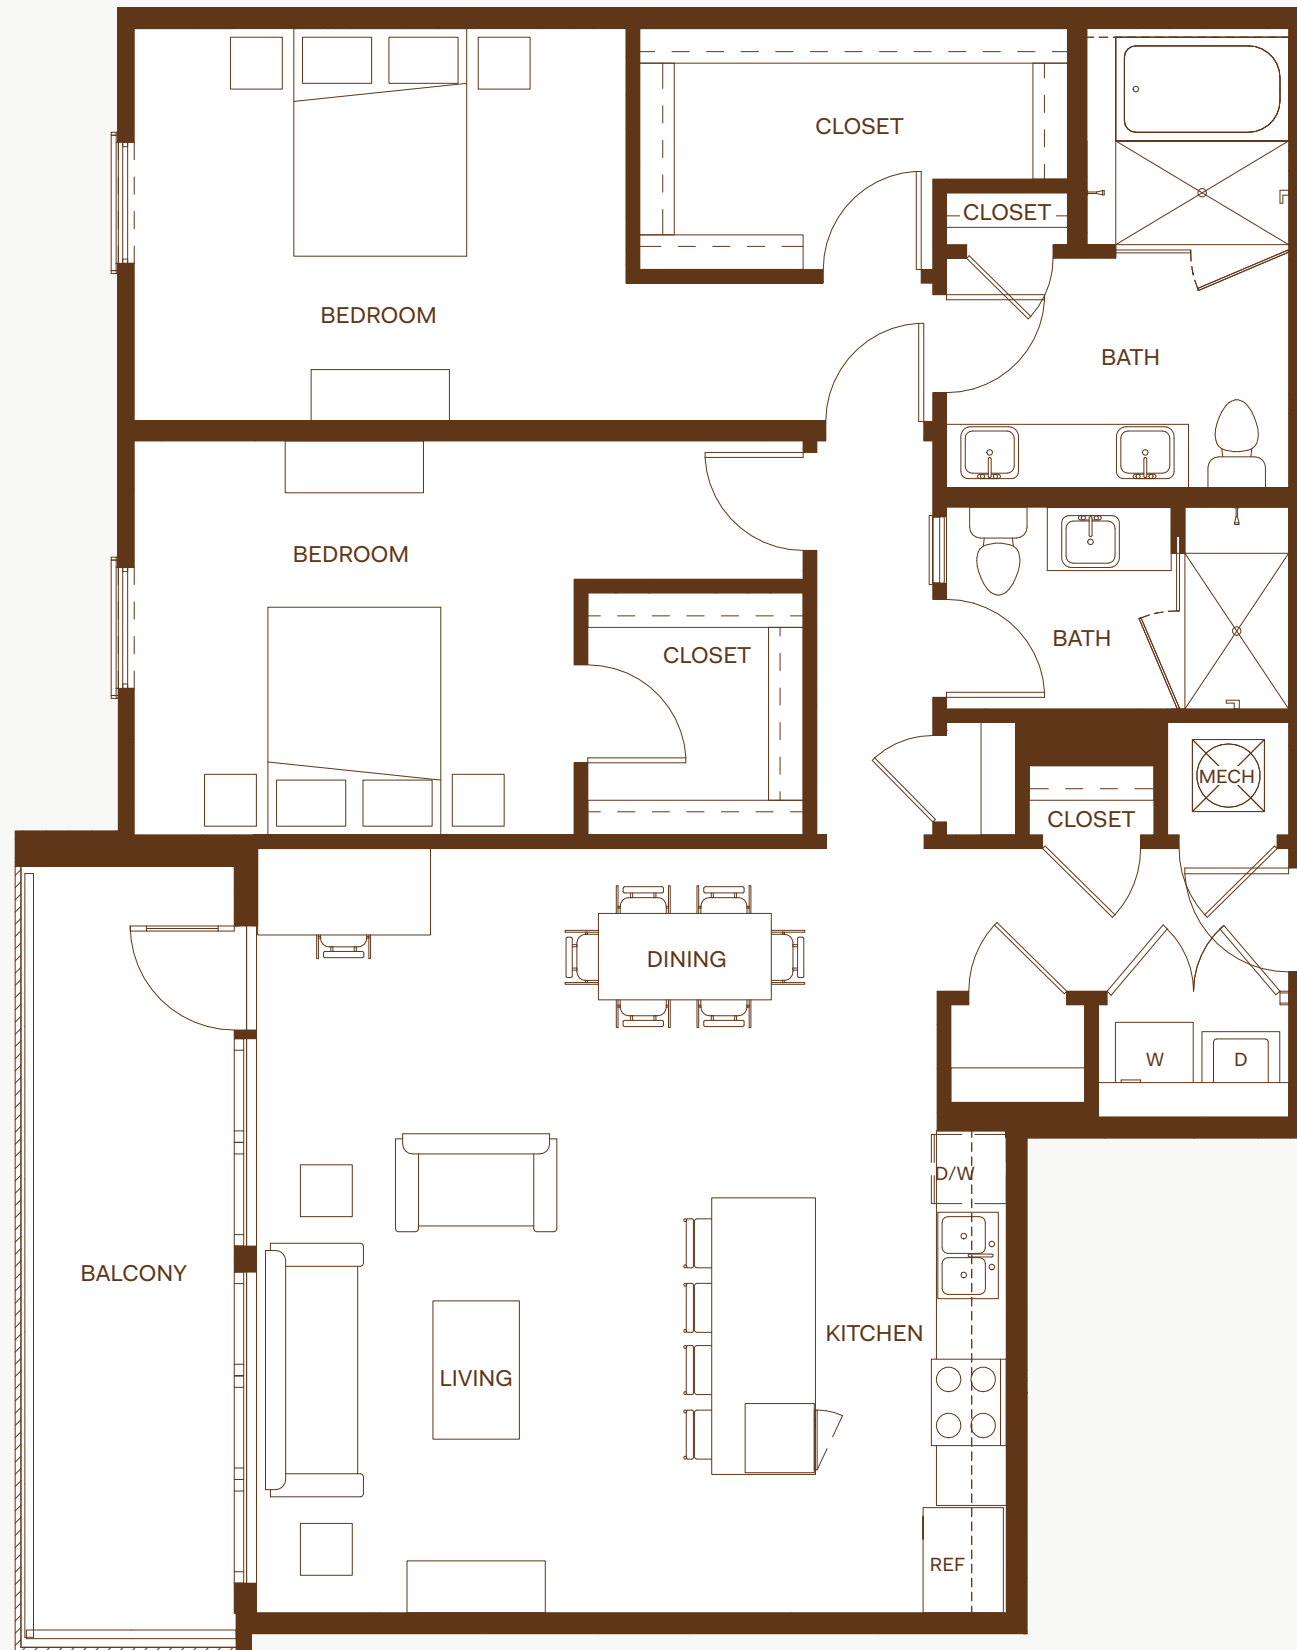 CLOSET
CLOSET
BEDROOM
BATH
BEDROOM
BATH
CLOSET
MECH
CLOSET
DINING
W
D
D/W
BALCONY
KITCHEN
LIVING
REF